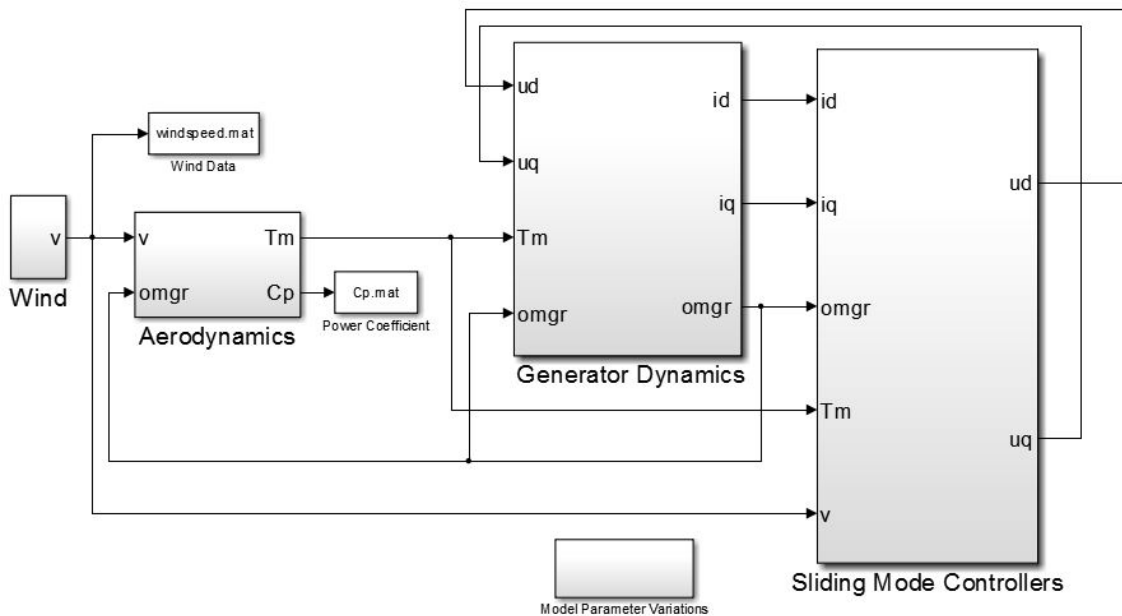 windspeed.mat
Wind Data
v
Wind
v
omgr
Tm
Cp
Aerodynamics
Cp.mat
Power Coefficient
ud
uq
Tm
omgr
id
iq
omgr
Generator Dynamics
id
iq
omgr
Tm
v
ud
uq
Sliding Mode Controllers
Model Parameter Variations